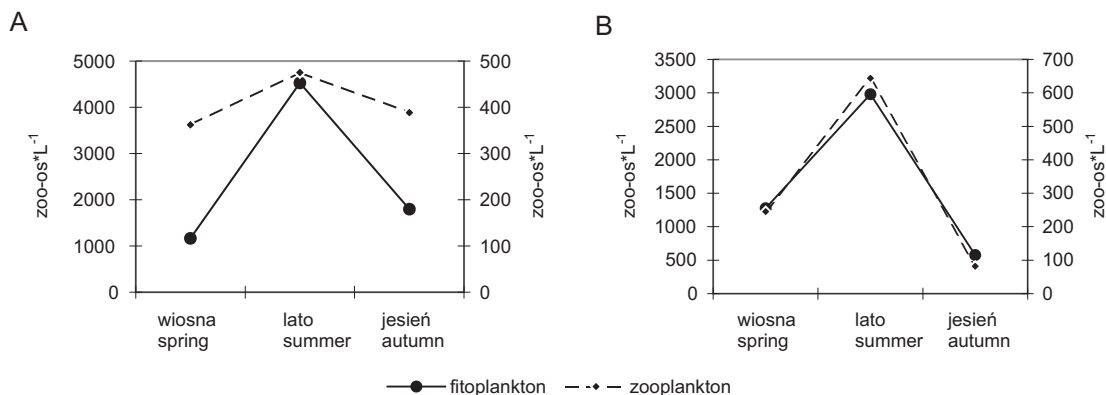 A
B
5000
4000
3000
2000
1000
0
zoo-os*L-1
500
400
300
200
100
0
zoo-os*L-1
wiosna
spring
lato
summer
jesień
autumn
3500
3000
2500
2000
1500
1000
500
0
zoo-os*L-1
700
600
500
400
300
200
100
0
zoo-os*L-1
wiosna
spring
lato
summer
jesień
autumn
fitoplankton
zooplankton